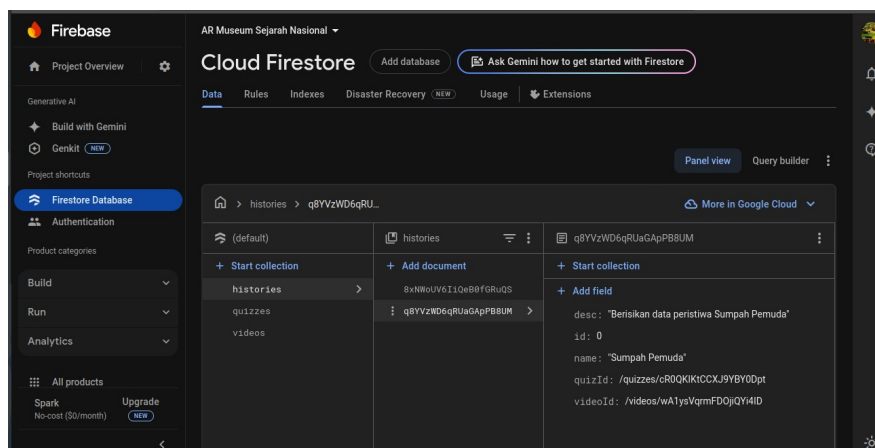 Firebase
Project Overview
Generative AI
Build with Gemini
Genkit NEW
Project shortcuts
Firestore Database
Authentication
Product categories
Build
Run
Analytics
All products
Spark
No-cost ($0/month)
Upgrade
NEW
AR Museum Sejarah Nasional
Cloud Firestore
Add database
Ask Gemini how to get started with Firestore
Data Rules Indexes Disaster Recovery NEW Usage Extensions
Panel view Query builder
histories > q8YVzWD6qRU...
More in Google Cloud
(default)
+ Start collection
histories
quizzes
videos
histories
+ Add document
8xNWoUV6IiQeB0fGRuQS
q8YVzWD6qRUaGApPB8UM
q8YVzWD6qRUaGApPB8UM
+ Start collection
+ Add field
desc: "Berisikan data peristiwa Sumpah Pemuda"
id: 0
name: "Sumpah Pemuda"
quizId: /quizzes/cR0QKlKtCCXJ9YBY0Dpt
videoId: /videos/wA1ysVqrmFDOjiQYi4ID